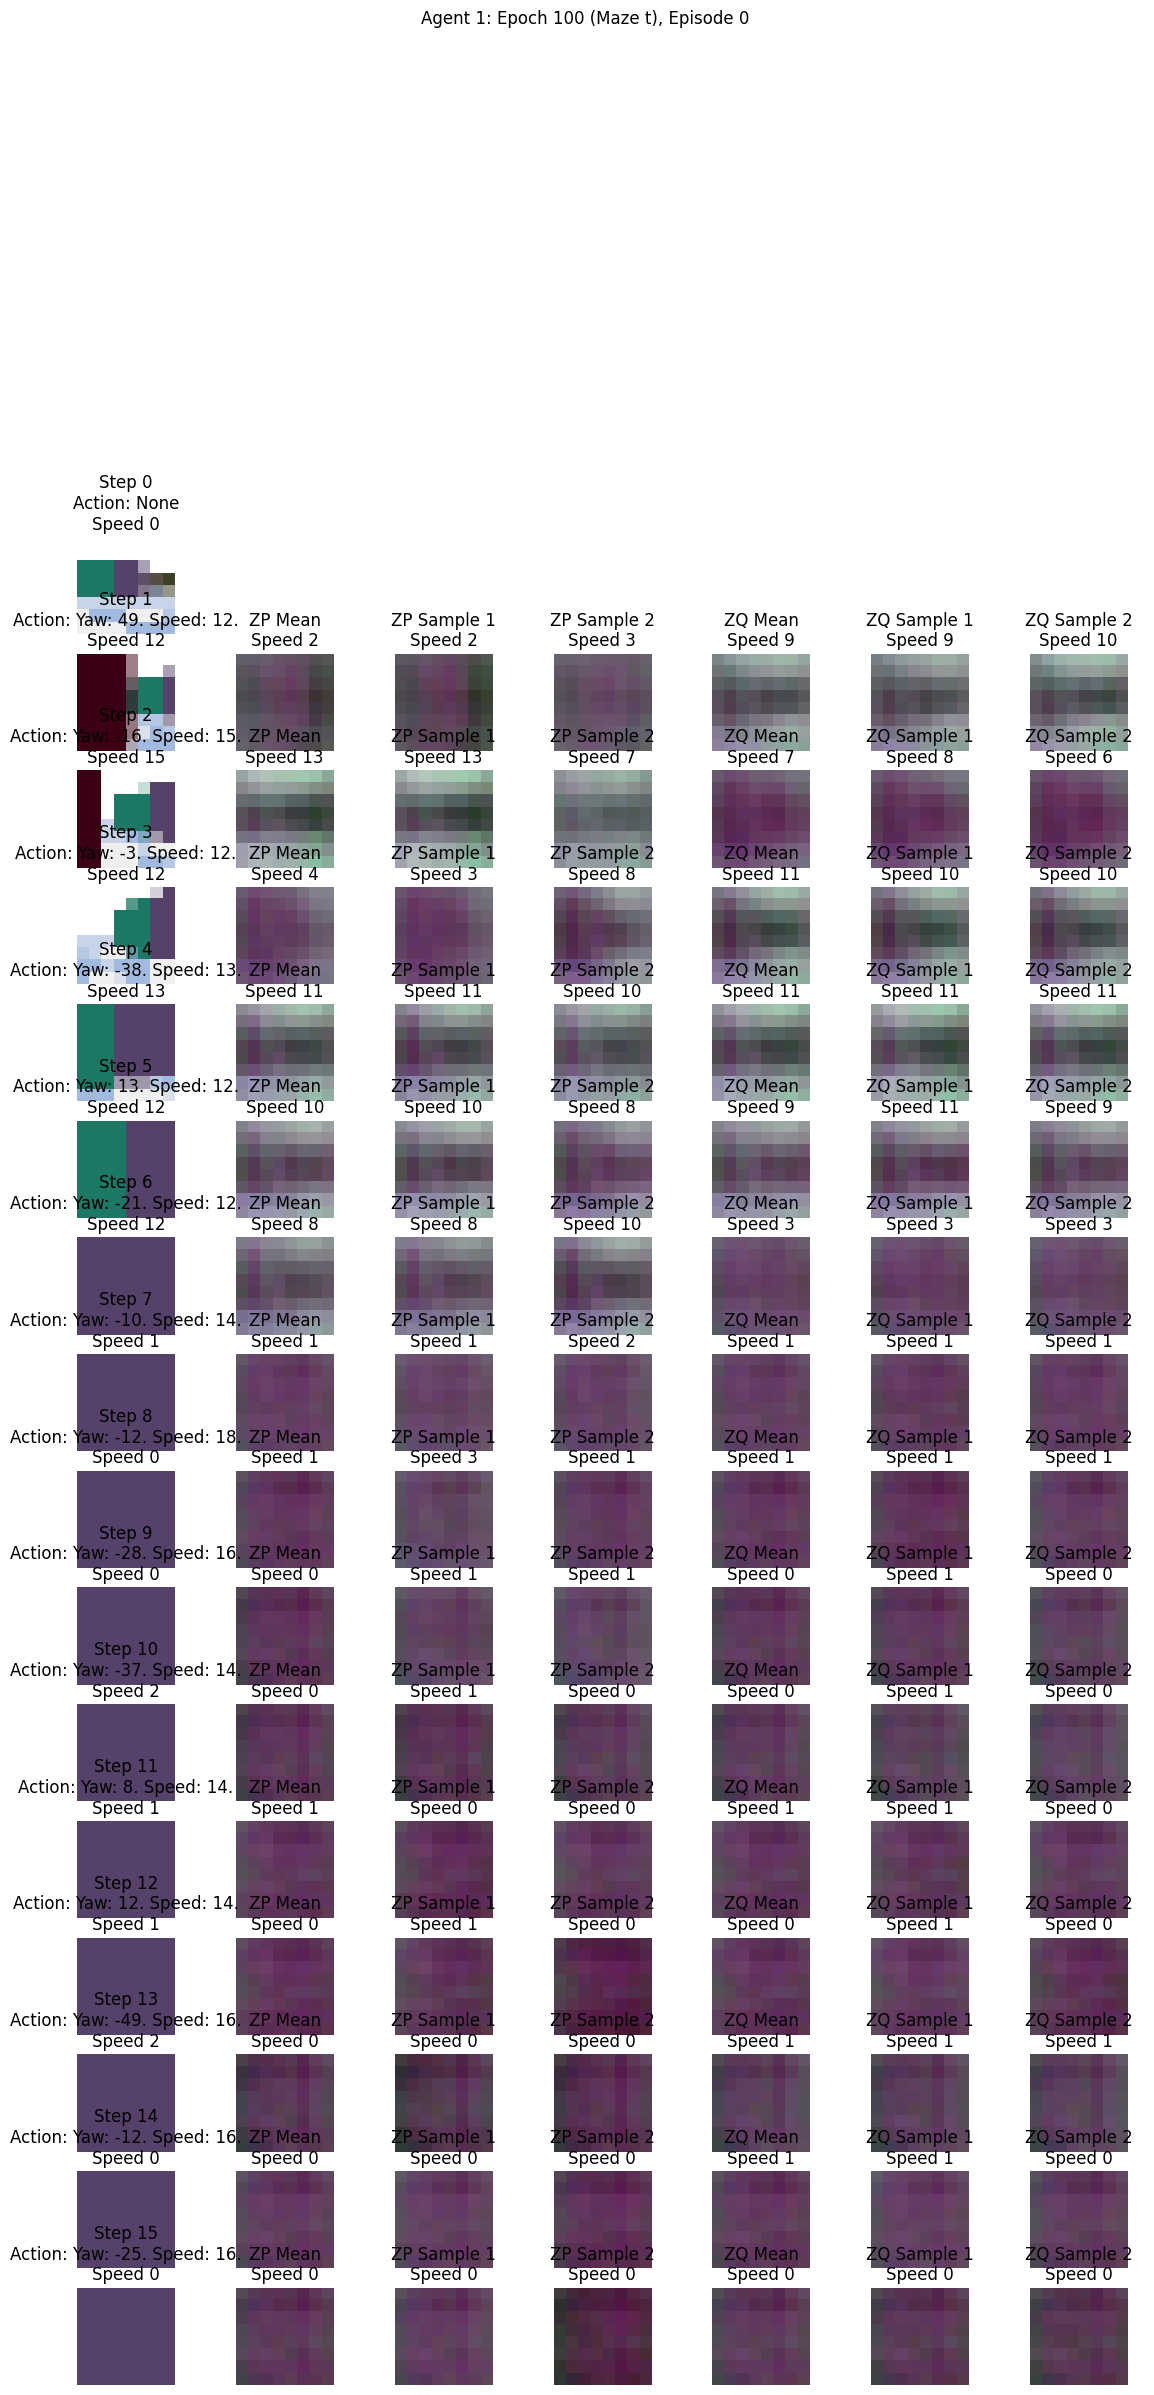 Agent 1: Epoch 100 (Maze t), Episode 0
Step 0
Action: None
Speed 0
Step 1
Action: Yaw: 49. Speed: 12. ZP Mean ZP Sample 1 ZP Sample 2 ZQ Mean ZQ Sample 1 ZQ Sample 2
Speed 12 Speed 2 Speed 2 Speed 3 Speed 9 Speed 9 Speed 10
Step 2
Action: Yaw: -16. Speed: 15. ZP Mean ZP Sample 1 ZP Sample 2 ZQ Mean ZQ Sample 1 ZQ Sample 2
Speed 15 Speed 13 Speed 13 Speed 7 Speed 7 Speed 8 Speed 6
Step 3
Action: Yaw: -3. Speed: 12. ZP Mean ZP Sample 1 ZP Sample 2 ZQ Mean ZQ Sample 1 ZQ Sample 2
Speed 12 Speed 4 Speed 3 Speed 8 Speed 11 Speed 10 Speed 10
Step 4
Action: Yaw: -38. Speed: 13. ZP Mean ZP Sample 1 ZP Sample 2 ZQ Mean ZQ Sample 1 ZQ Sample 2
Speed 13 Speed 11 Speed 11 Speed 10 Speed 11 Speed 11 Speed 11
Step 5
Action: Yaw: 13. Speed: 12. ZP Mean ZP Sample 1 ZP Sample 2 ZQ Mean ZQ Sample 1 ZQ Sample 2
Speed 12 Speed 10 Speed 10 Speed 8 Speed 9 Speed 11 Speed 9
Step 6
Action: Yaw: -21. Speed: 12. ZP Mean ZP Sample 1 ZP Sample 2 ZQ Mean ZQ Sample 1 ZQ Sample 2
Speed 12 Speed 8 Speed 8 Speed 10 Speed 3 Speed 3 Speed 3
Step 7
Action: Yaw: -10. Speed: 14. ZP Mean ZP Sample 1 ZP Sample 2 ZQ Mean ZQ Sample 1 ZQ Sample 2
Speed 1 Speed 1 Speed 1 Speed 2 Speed 1 Speed 1 Speed 1
Step 8
Action: Yaw: -12. Speed: 18. ZP Mean ZP Sample 1 ZP Sample 2 ZQ Mean ZQ Sample 1 ZQ Sample 2
Speed 0 Speed 1 Speed 3 Speed 1 Speed 1 Speed 1 Speed 1
Step 9
Action: Yaw: -28. Speed: 16. ZP Mean ZP Sample 1 ZP Sample 2 ZQ Mean ZQ Sample 1 ZQ Sample 2
Speed 0 Speed 0 Speed 1 Speed 1 Speed 0 Speed 1 Speed 0
Step 10
Action: Yaw: -37. Speed: 14. ZP Mean ZP Sample 1 ZP Sample 2 ZQ Mean ZQ Sample 1 ZQ Sample 2
Speed 2 Speed 0 Speed 1 Speed 0 Speed 0 Speed 1 Speed 0
Step 11
Action: Yaw: 8. Speed: 14. ZP Mean ZP Sample 1 ZP Sample 2 ZQ Mean ZQ Sample 1 ZQ Sample 2
Speed 1 Speed 1 Speed 0 Speed 0 Speed 1 Speed 1 Speed 0
Step 12
Action: Yaw: 12. Speed: 14. ZP Mean ZP Sample 1 ZP Sample 2 ZQ Mean ZQ Sample 1 ZQ Sample 2
Speed 1 Speed 0 Speed 1 Speed 0 Speed 0 Speed 1 Speed 0
Step 13
Action: Yaw: -49. Speed: 16. ZP Mean ZP Sample 1 ZP Sample 2 ZQ Mean ZQ Sample 1 ZQ Sample 2
Speed 2 Speed 0 Speed 0 Speed 0 Speed 1 Speed 1 Speed 1
Step 14
Action: Yaw: -12. Speed: 16. ZP Mean ZP Sample 1 ZP Sample 2 ZQ Mean ZQ Sample 1 ZQ Sample 2
Speed 0 Speed 0 Speed 0 Speed 0 Speed 1 Speed 1 Speed 0
Step 15
Action: Yaw: -25. Speed: 16. ZP Mean ZP Sample 1 ZP Sample 2 ZQ Mean ZQ Sample 1 ZQ Sample 2
Speed 0 Speed 0 Speed 0 Speed 0 Speed 0 Speed 0 Speed 0